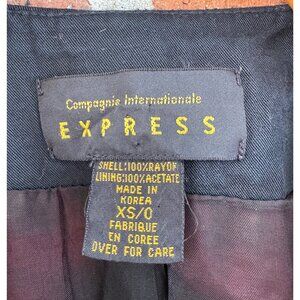 Compagnie Internationale
EXPRESS
SHELL:100%RAYON
LINING:100%ACETATE
MADE IN
KOREA
XS/0
FABRIQUE
EN COREE
OVER FOR CARE